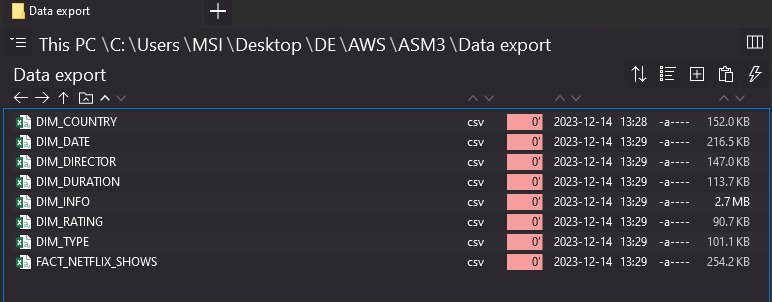 Data export
This PC \C: \Users \MSI \Desktop \DE \AWS \ASM3 \Data export
Data export
DIM_COUNTRY csv 0' 2023-12-14 13:28 -a---- 152.0 KB
DIM_DATE csv 0' 2023-12-14 13:29 -a---- 216.5 KB
DIM_DIRECTOR csv 0' 2023-12-14 13:29 -a---- 147.0 KB
DIM_DURATION csv 0' 2023-12-14 13:29 -a---- 113.7 KB
DIM_INFO csv 0' 2023-12-14 13:29 -a---- 2.7 MB
DIM_RATING csv 0' 2023-12-14 13:29 -a---- 90.7 KB
DIM_TYPE csv 0' 2023-12-14 13:29 -a---- 101.1 KB
FACT_NETFLIX_SHOWS csv 0' 2023-12-14 13:29 -a---- 254.2 KB